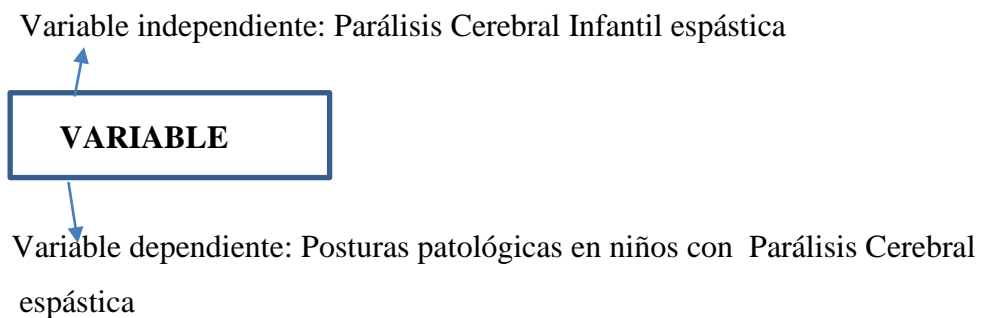 Variable independiente: Parálisis Cerebral Infantil espástica
VARIABLE
Variable dependiente: Posturas patológicas en niños con Parálisis Cerebral
espástica